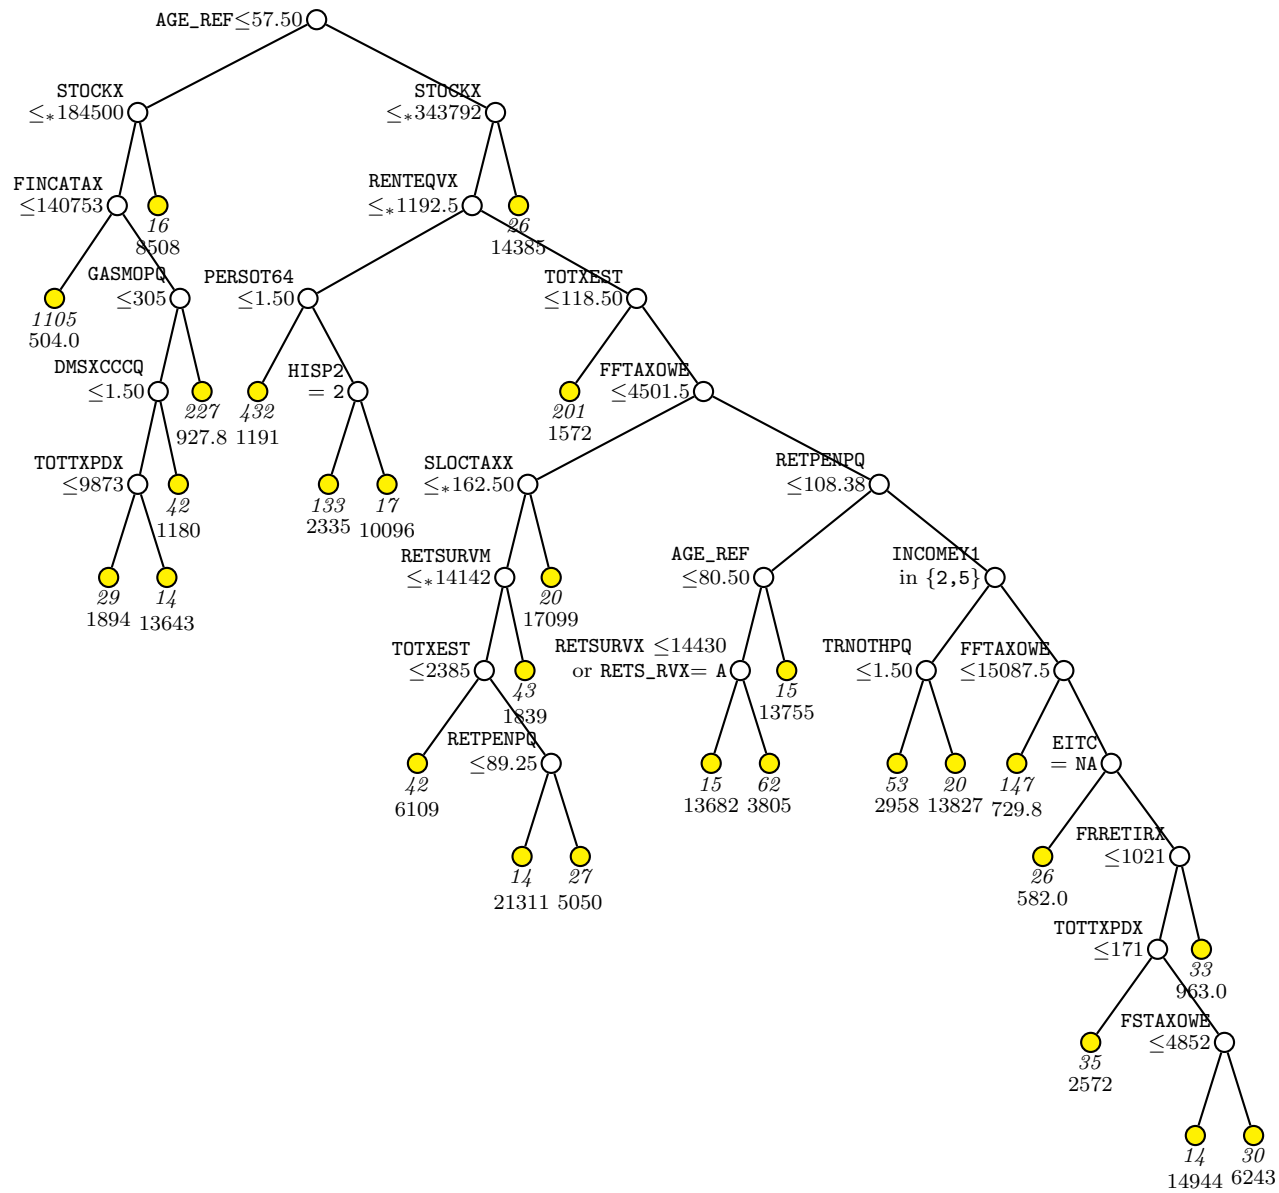 AGE_REF≤57.50
STOCKX
≤*184500
STOCKX
≤*343792
FINCATAX
≤140753
16
8508
RENTEQVX
≤*1192.5
26
14385
1105
504.0
GASMOPQ
≤305
PERSOT64
≤1.50
TOTXEST
≤118.50
DMSXCCCQ
≤1.50
227
927.8
432
1191
HISP2
= 2
201
1572
FFTAXOWE
≤4501.5
TOTTXPDX
≤9873
42
1180
133
2335
17
10096
SLOCTAXX
≤*162.50
RETPENPQ
≤108.38
29
1894
14
13643
RETSURVM
≤*14142
20
17099
AGE_REF
≤80.50
INCOMEY1
in {2,5}
TOTXEST
≤2385
43
1839
RETSURVX ≤14430
or RETS_RVX= A
15
13755
TRNOTHPQ
≤1.50
FFTAXOWE
≤15087.5
42
6109
RETPENPQ
≤89.25
15
13682
62
3805
53
2958
20
13827
147
729.8
EITC
= NA
14
21311
27
5050
26
582.0
FRRETIRX
≤1021
TOTTXPDX
≤171
33
963.0
35
2572
FSTAXOWE
≤4852
14
14944
30
6243